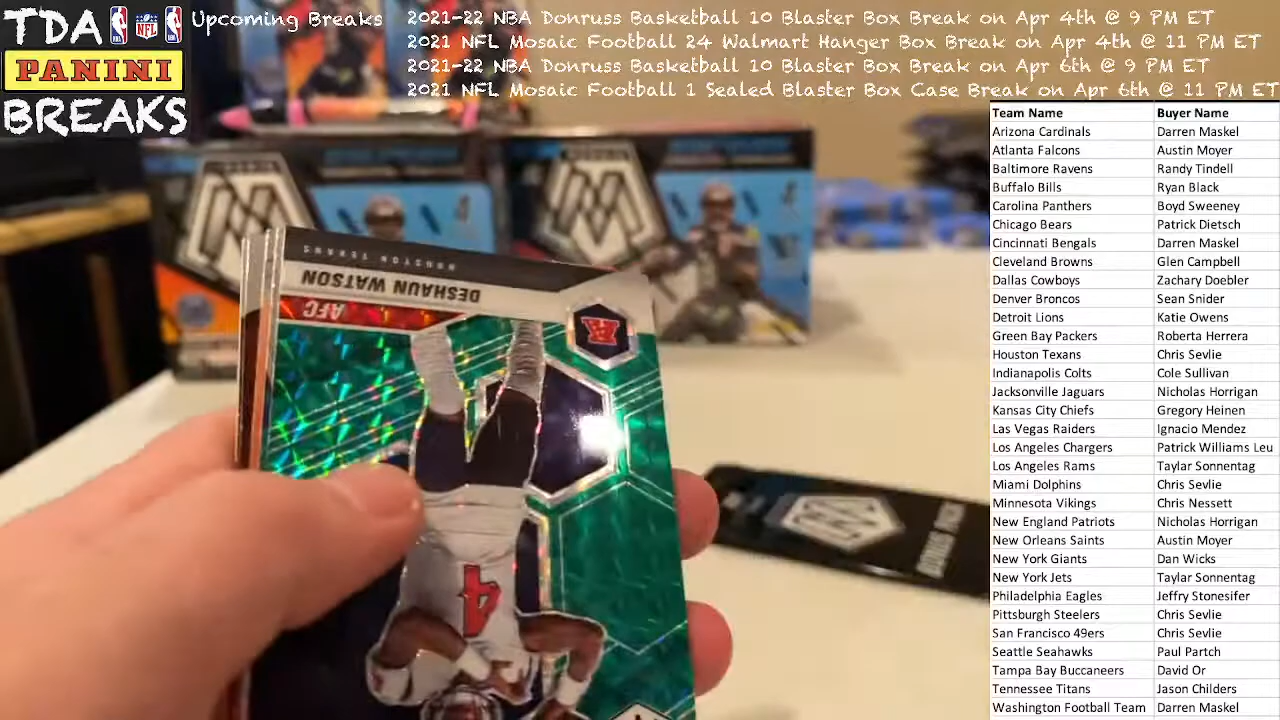 TDA
PANINI
BREAKS
NFL
Upcoming Breaks
2021-22 NBA Donruss Basketball 10 Blaster Box Break on Apr 4th @ 9 PM ET
2021 NFL Mosaic Football 24 Walmart Hanger Box Break on Apr 4th @ 11 PM ET
2021-22 NBA Donruss Basketball 10 Blaster Box Break on Apr 6th @ 9 PM ET
2021 NFL Mosaic Football 1 Sealed Blaster Box Case Break on Apr 6th @ 11 PM ET
Team Name Buyer Name
Arizona Cardinals Darren Maskel
Atlanta Falcons Austin Moyer
Baltimore Ravens Randy Tindell
Buffalo Bills Ryan Black
Carolina Panthers Boyd Sweeney
Chicago Bears Patrick Dietsch
Cincinnati Bengals Darren Maskel
Cleveland Browns Glen Campbell
Dallas Cowboys Zachary Doebler
Denver Broncos Sean Snider
Detroit Lions Katie Owens
Green Bay Packers Roberta Herrera
Houston Texans Chris Sevlie
Indianapolis Colts Cole Sullivan
Jacksonville Jaguars Nicholas Horrigan
Kansas City Chiefs Gregory Heinen
Las Vegas Raiders Ignacio Mendez
Los Angeles Chargers Patrick Williams Leu
Los Angeles Rams Taylar Sonnentag
Miami Dolphins Chris Sevlie
Minnesota Vikings Chris Nessett
New England Patriots Nicholas Horrigan
New Orleans Saints Austin Moyer
New York Giants Dan Wicks
New York Jets Taylar Sonnentag
Philadelphia Eagles Jeffry Stonesifer
Pittsburgh Steelers Chris Sevlie
San Francisco 49ers Chris Sevlie
Seattle Seahawks Paul Partch
Tampa Bay Buccaneers David Or
Tennessee Titans Jason Childers
Washington Football Team Darren Maskel
HOUSTON TEXANS
DESHAUN WATSON
AFC
4
BONUS PACK